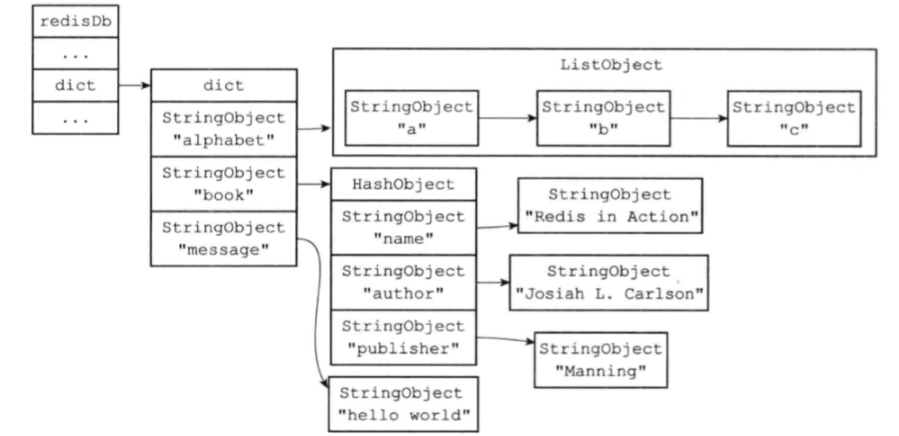 redisDb
...
dict
...
dict
StringObject
"alphabet"
StringObject
"book"
StringObject
"message"
ListObject
StringObject
"a"
StringObject
"b"
StringObject
"c"
HashObject
StringObject
"name"
StringObject
"author"
StringObject
"publisher"
StringObject
"Redis in Action"
StringObject
"Josiah L. Carlson"
StringObject
"Manning"
StringObject
"hello world"